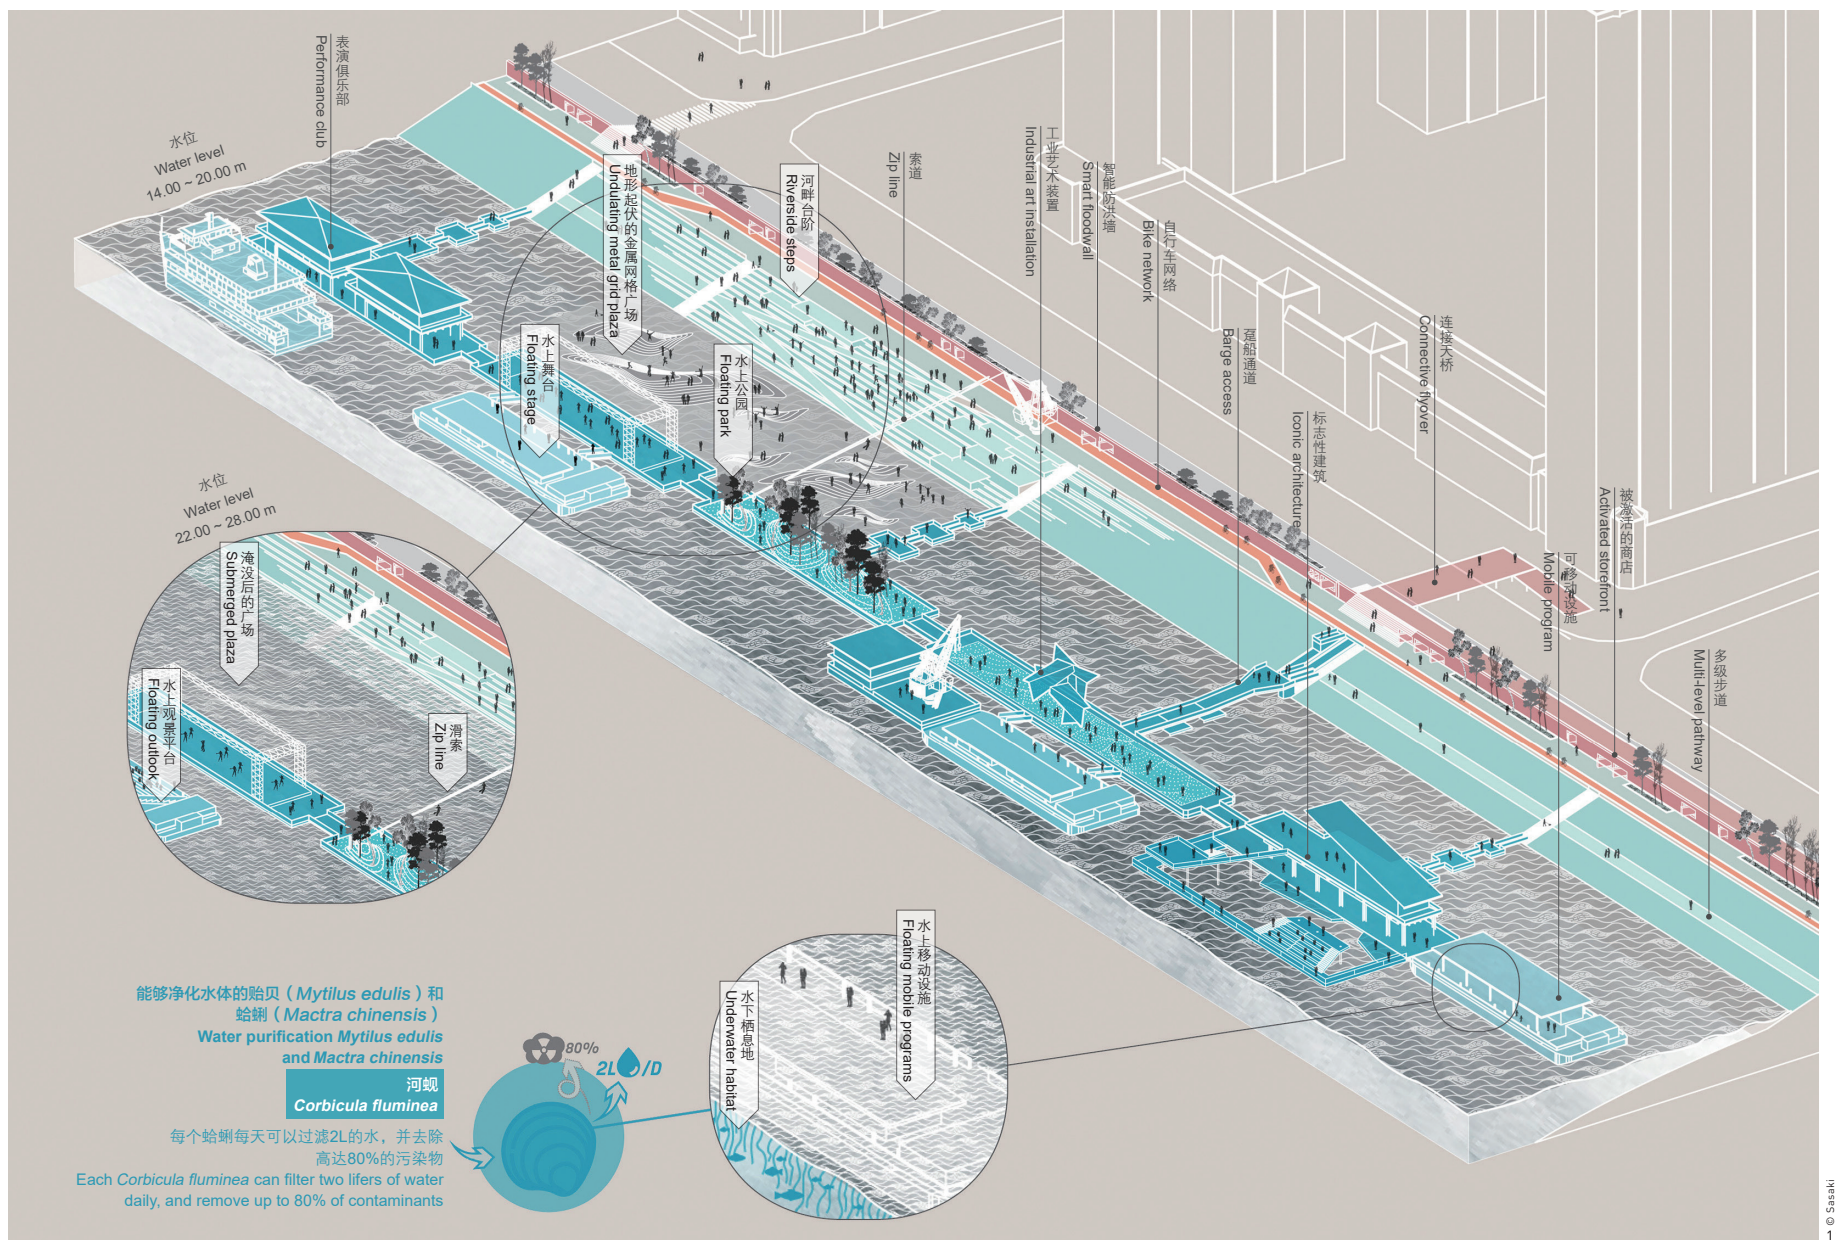 表演俱乐部
Performance club
水位
Water level
14.00 ~ 20.00 m
地形起伏的金属网格广场
Undulating metal grid plaza
河畔台阶
Riverside steps
索道
Zip line
工业艺术装置
Industrial art installation
智能防洪墙
Smart floodwall
自行车网络
Bike network
趸船通道
Barge access
标志性建筑
Iconic architecture
连接天桥
Connective flyover
被激活的商店
Activated storefront
可移动设施
Mobile program
多级步道
Multi-level pathway
水上舞台
Floating stage
水上公园
Floating park
水位
Water level
22.00 ~ 28.00 m
淹没后的广场
Submerged plaza
水上观景平台
Floating outlook
滑索
Zip line
水上移动设施
Floating mobile programs
水下栖息地
Underwater habitat
能够净化水体的贻贝（Mytilus edulis）和
蛤蜊（Mactra chinensis）
Water purification Mytilus edulis
and Mactra chinensis
河蚬
Corbicula fluminea
每个蛤蜊每天可以过滤2L的水，并去除
高达80%的污染物
Each Corbicula fluminea can filter two lifers of water
daily, and remove up to 80% of contaminants
80%
2L/D
1 © Sasaki